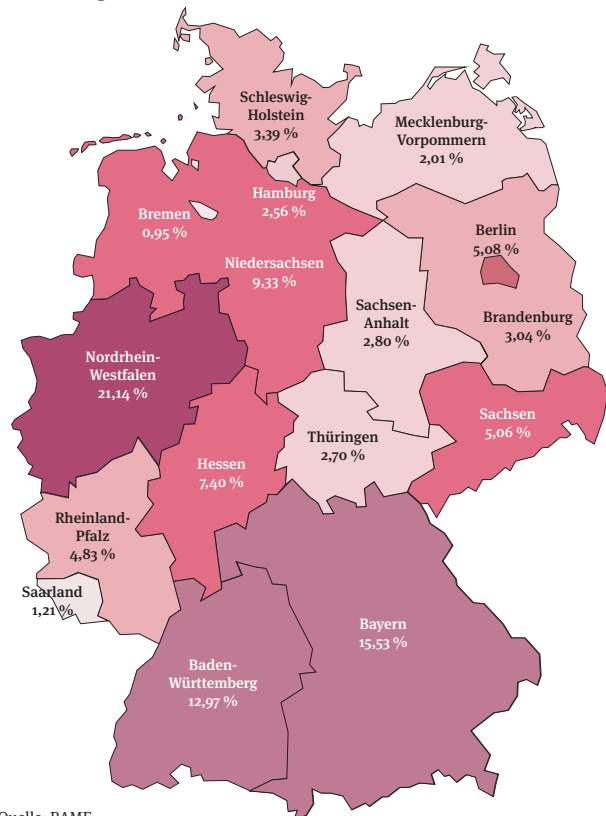 Schleswig-
Holstein
3,39 %
Mecklenburg-
Vorpommern
2,01 %
Hamburg
2,56 %
Bremen
0,95 %
Berlin
5,08 %
Niedersachsen
9,33 %
Sachsen-
Anhalt
2,80 %
Brandenburg
3,04 %
Nordrhein-
Westfalen
21,14 %
Sachsen
5,06 %
Thüringen
2,70 %
Hessen
7,40 %
Rheinland-
Pfalz
4,83 %
Saarland
1,21 %
Bayern
15,53 %
Baden-
Württemberg
12,97 %